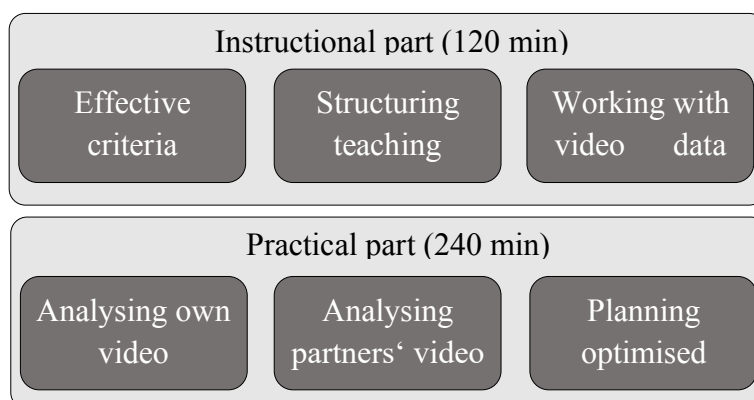 Instructional part (120 min)
Effective
criteria
Structuring
teaching
Working with
video data
Practical part (240 min)
Analysing own
video
Analysing
partners‘ video
Planning
optimised